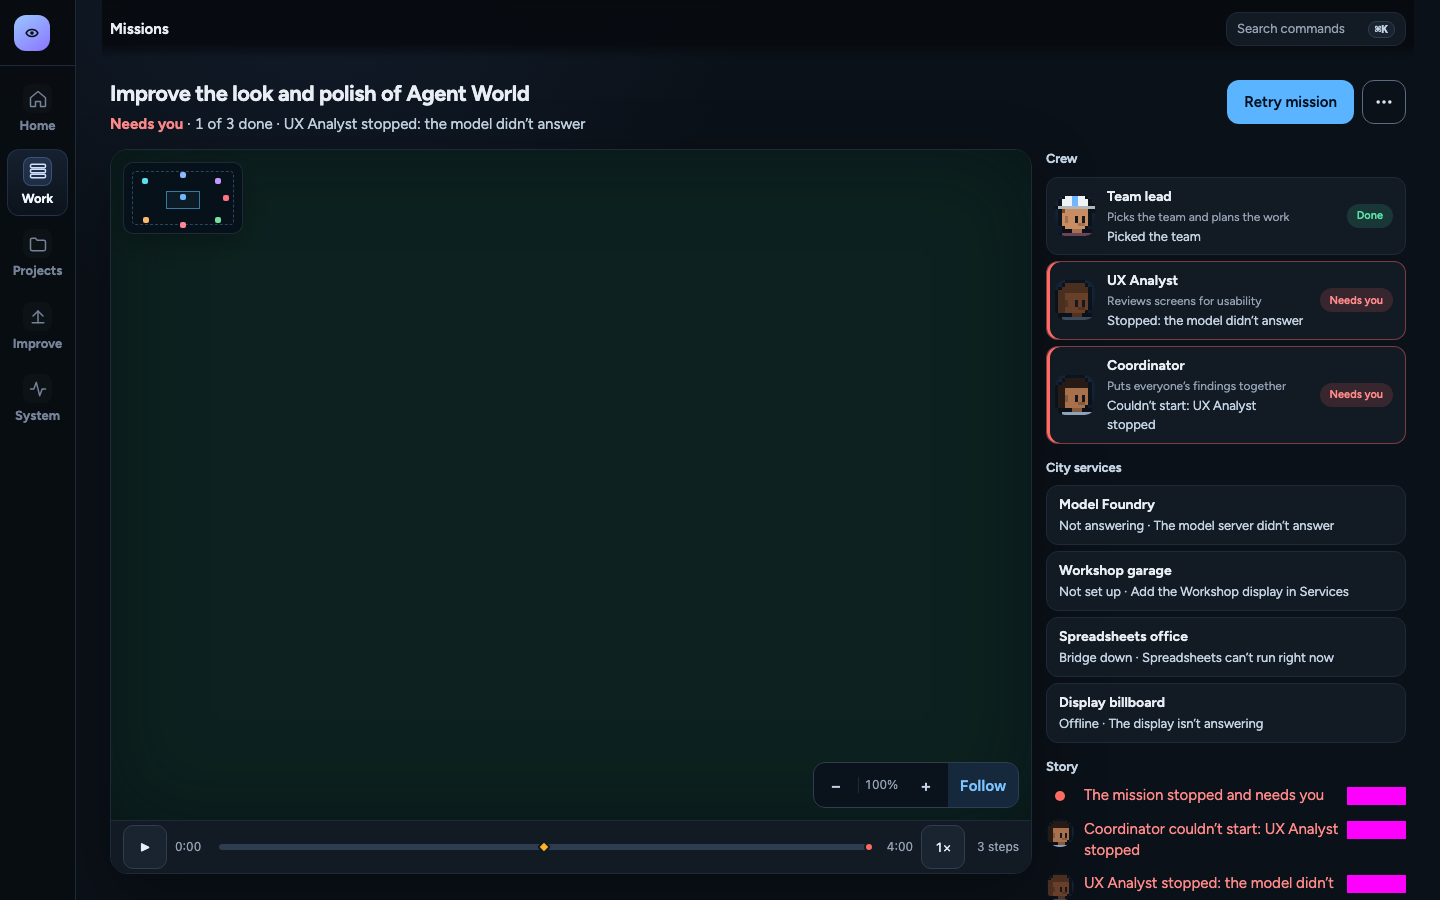 Missions
Search commands ⌘K
Home
Work
Projects
Improve
System
Improve the look and polish of Agent World
Needs you · 1 of 3 done · UX Analyst stopped: the model didn’t answer
Retry mission
Crew
Team lead
Picks the team and plans the work
Picked the team
Done
UX Analyst
Reviews screens for usability
Stopped: the model didn’t answer
Needs you
Coordinator
Puts everyone’s findings together
Couldn’t start: UX Analyst
stopped
Needs you
City services
Model Foundry
Not answering · The model server didn’t answer
Workshop garage
Not set up · Add the Workshop display in Services
Spreadsheets office
Bridge down · Spreadsheets can’t run right now
Display billboard
Offline · The display isn’t answering
Story
The mission stopped and needs you
Coordinator couldn’t start: UX Analyst
stopped
UX Analyst stopped: the model didn’t
− 100% + Follow
0:00 4:00 1× 3 steps